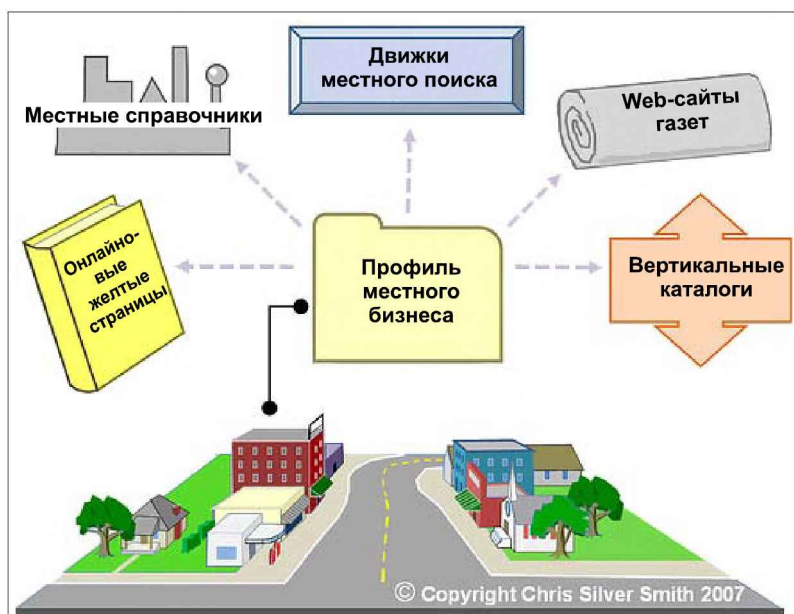 Движки
местного поиска
Местные справочники
Web-сайты
газет
Онлайно-
вые
желтые
страницы
Профиль
местного
бизнеса
Вертикальные
каталоги
© Copyright Chris Silver Smith 2007